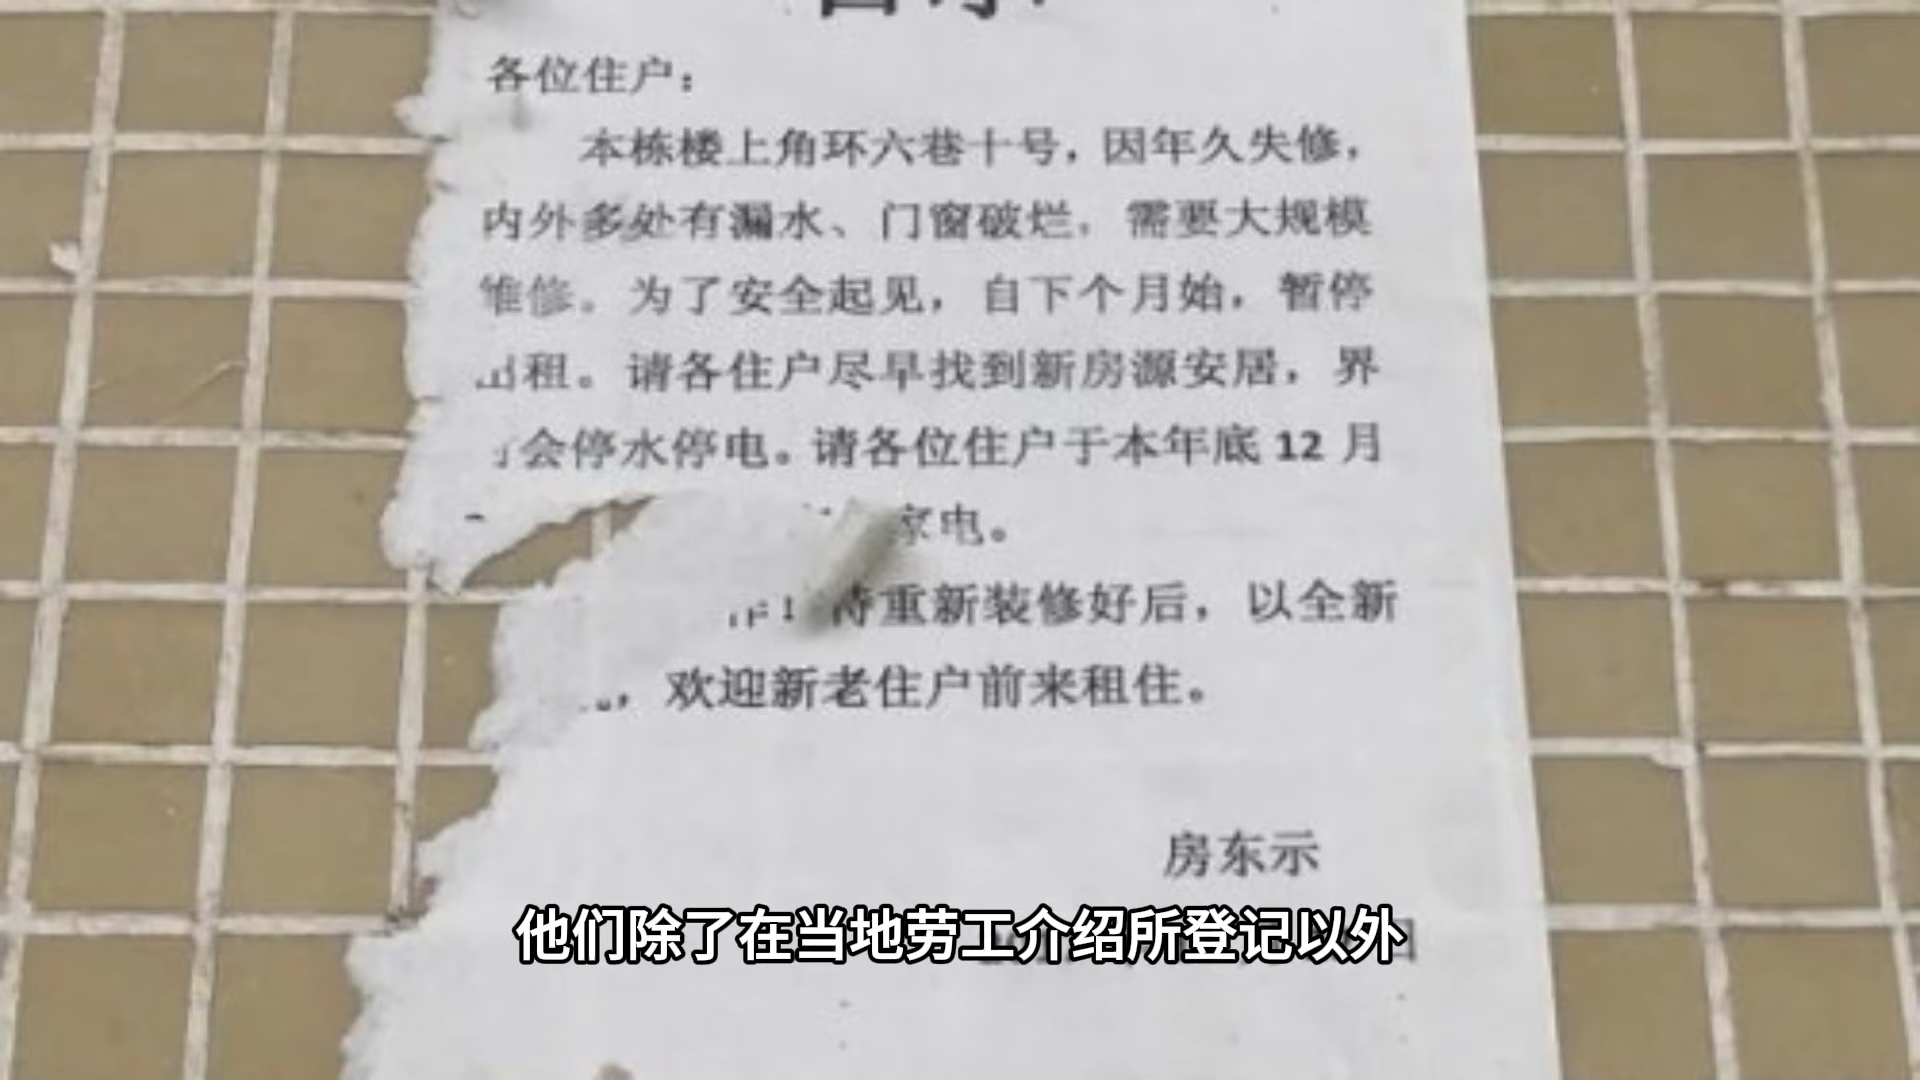 各位住户：
本栋楼上角环六巷十号，因年久失修，
内外多处有漏水、门窗破烂，需要大规模
维修。为了安全起见，自下个月始，暂停
出租。请各住户尽早找到新房源安居，界
会停水停电。请各位住户于本年底12月
家电。
待重新装修好后，以全新
，欢迎新老住户前来租住。
房东示
他们除了在当地劳工介绍所登记以外